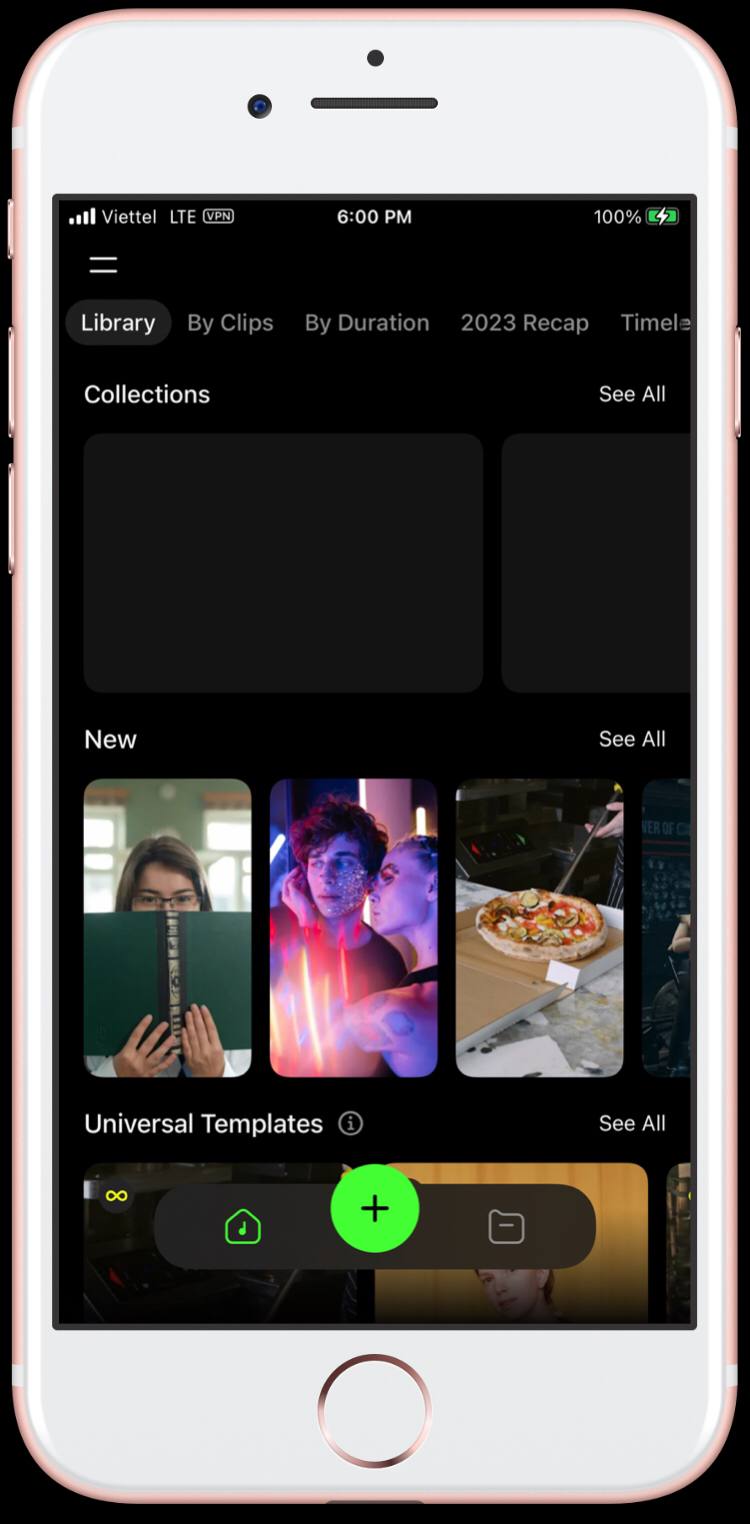 Viettel LTE VPN 6:00 PM 100%
Library By Clips By Duration 2023 Recap Timele
Collections See All
New See All
Universal Templates See All